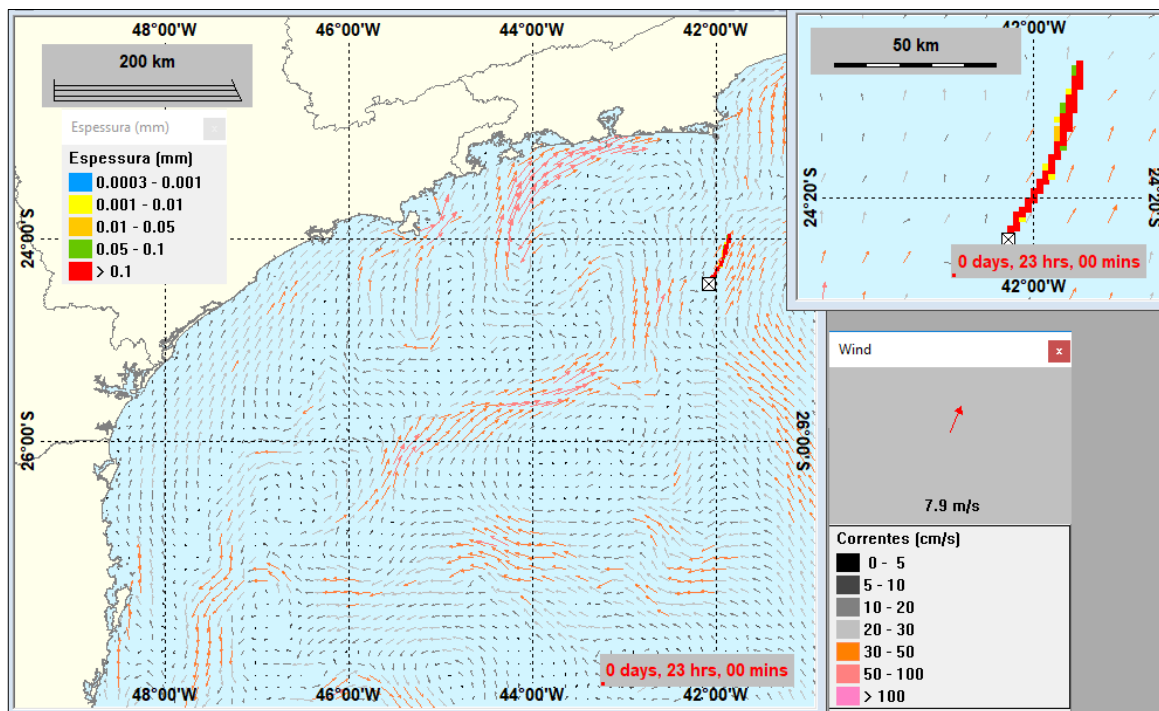 48°00'W
46°00'W
44°00'W
42°00'W
200 km
Espessura (mm)
x
Espessura (mm)
0.0003 - 0.001
0.001 - 0.01
0.01 - 0.05
0.05 - 0.1
> 0.1
24°00'S
26°00'S
26°00'S
0 days, 23 hrs, 00 mins
48°00'W
46°00'W
44°00'W
42°00'W
42°00'W
50 km
24°20'S
24°20'S
0 days, 23 hrs, 00 mins
42°00'W
Wind
x
7.9 m/s
Correntes (cm/s)
0 - 5
5 - 10
10 - 20
20 - 30
30 - 50
50 - 100
> 100